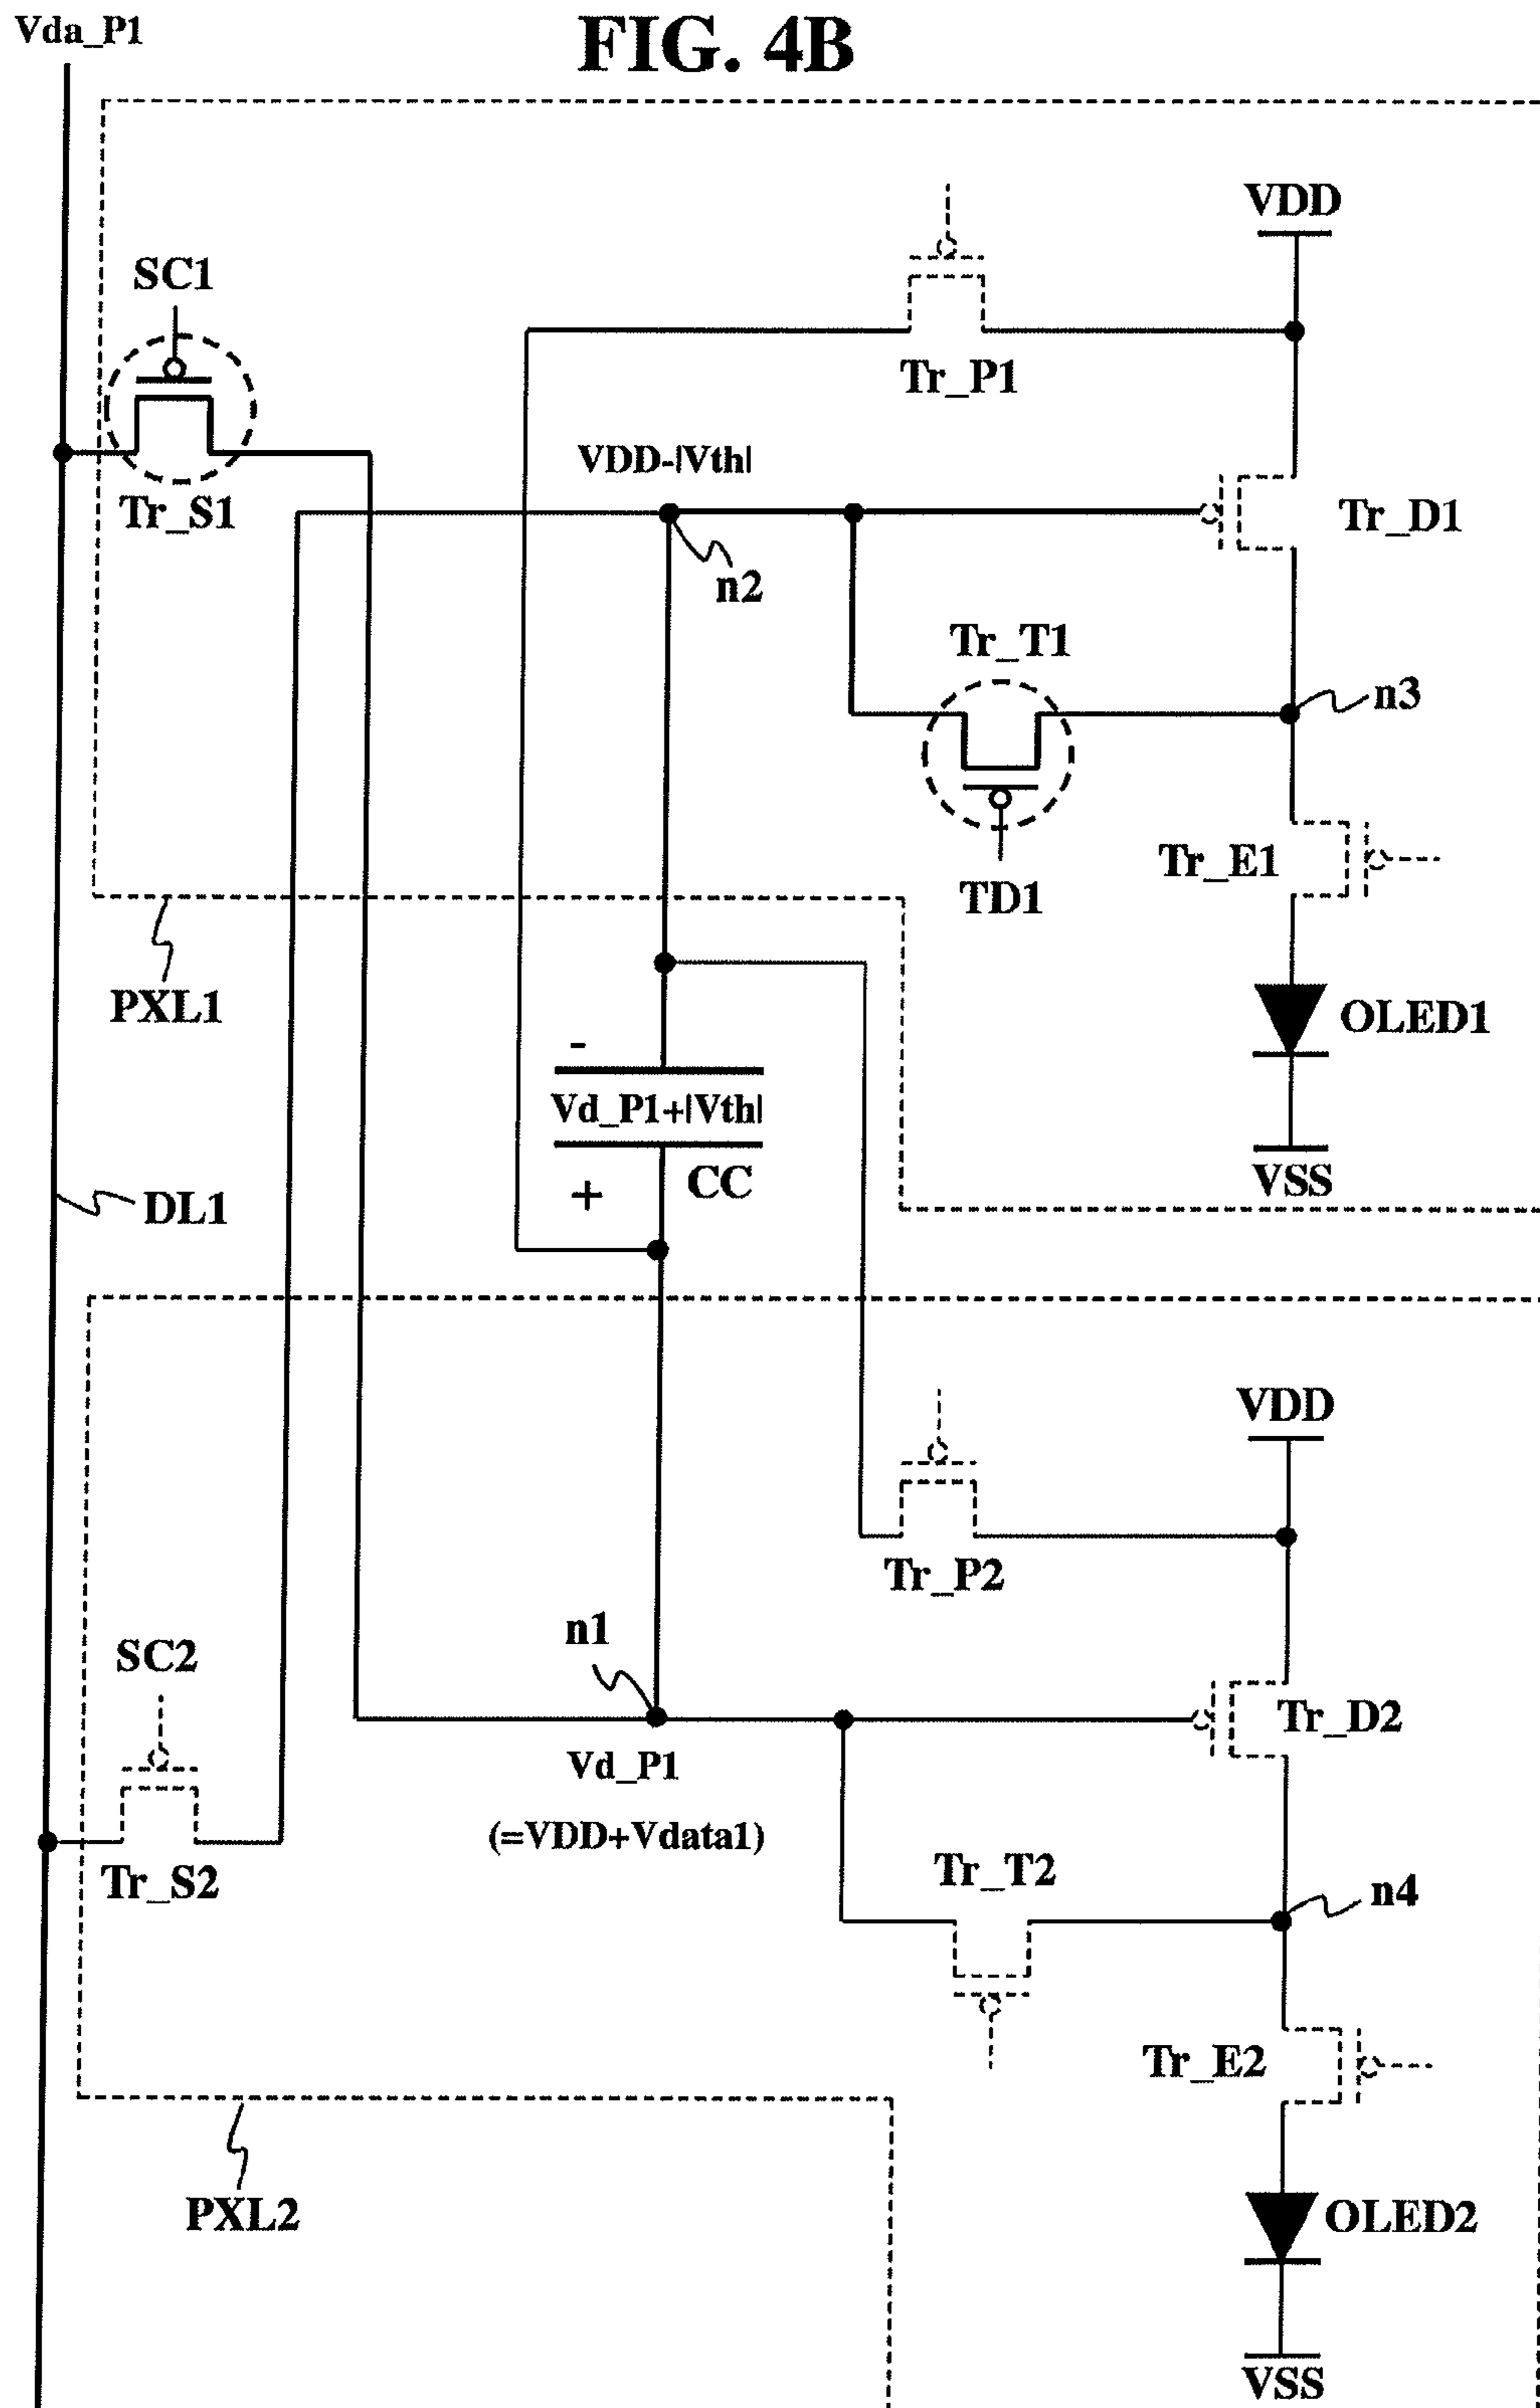 Vda_P1
FIG. 4B
VDD
SC1
Tr_P1
VDD-|Vth|
Tr_S1
Tr_D1
n2
Tr_T1
n3
Tr_E1
TD1
PXL1
OLED1
-
Vd_P1+|Vth|
+
CC
VSS
DL1
VDD
Tr_P2
n1
SC2
Tr_D2
Vd_P1
(=VDD+Vdata1)
Tr_T2
Tr_S2
n4
Tr_E2
PXL2
OLED2
VSS